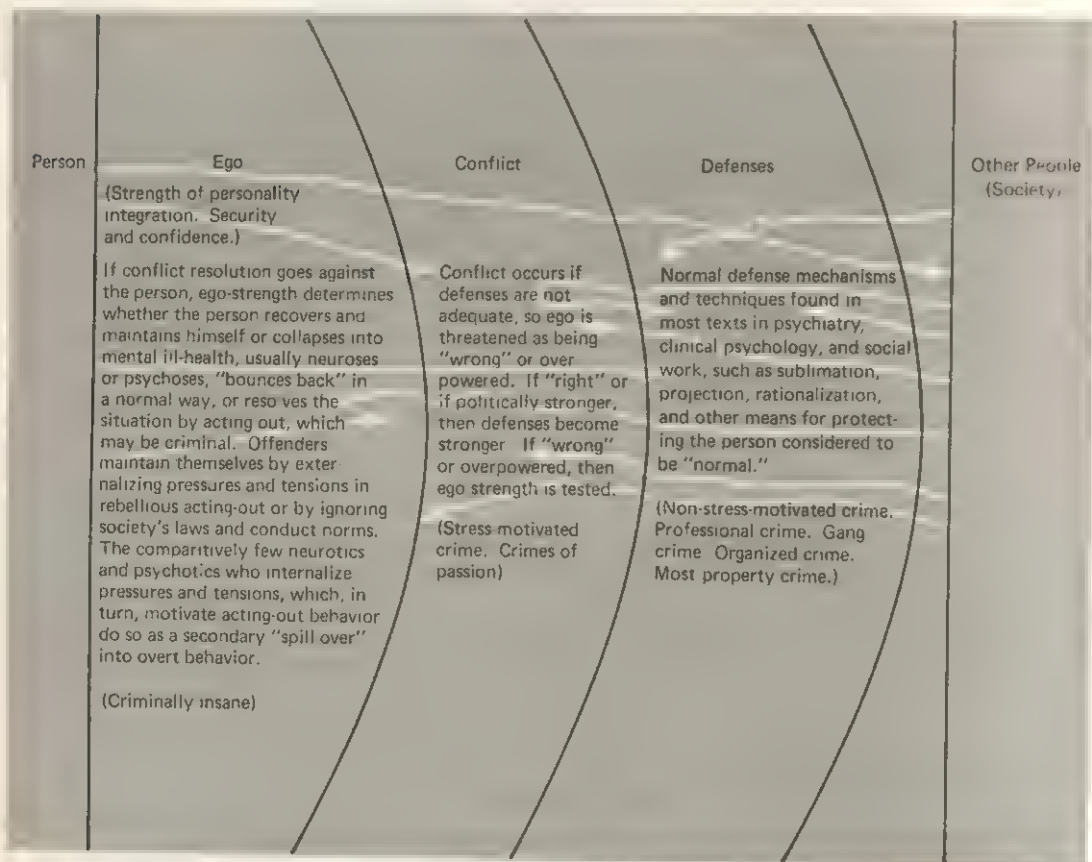 Person
Ego
Conflict
Defenses
Other People
(Society,
(Strength of personality
integration. Security
and confidence.)
If conflict resolution goes against
the person, ego-strength determines
whether the person recovers and
maintains himself or collapses into
mental ill-health, usually neuroses
or psychoses, "bounces back" in
a normal way, or reso ves the
situation by acting out, which
may be criminal. Offenders
maintain themselves by exter-
nalizing pressures and tensions in
rebellious acting-out or by ignoring
society's laws and conduct norms.
The comparitively few neurotics
and psychotics who internalize
pressures and tensions, which, in
turn, motivate acting-out behavior
do so as a secondary "spill over"
into overt behavior.
(Criminally insane)
Conflict occurs if
defenses are not
adequate, so ego is
threatened as being
"wrong" or over
powered. If "right" or
if politically stronger,
then defenses become
stronger If "wrong"
or overpowered, then
ego strength is tested.
(Stress motivated
crime. Crimes of
passion)
Normal defense mechanisms
and techniques found in
most texts in psychiatry,
clinical psychology, and social
work, such as sublimation,
projection, rationalization,
and other means for protect-
ing the person considered to
be "normal."
(Non-stress-motivated crime.
Professional crime. Gang
crime Organized crime.
Most property crime.)